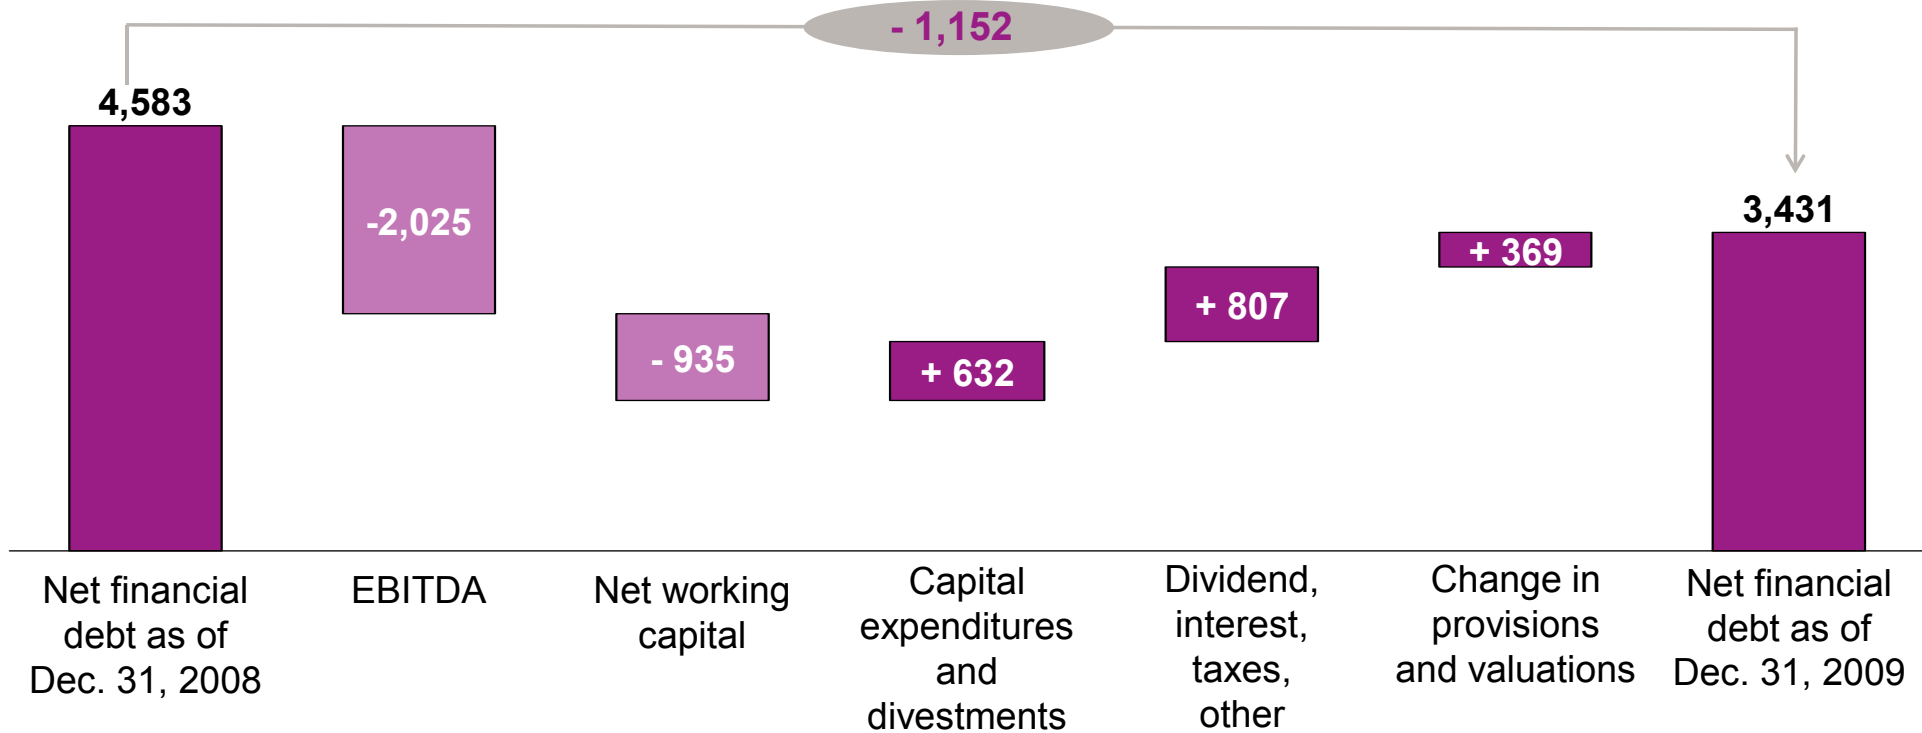 - 1,152
4,583
-2,025
- 935
+ 632
+ 807
+ 369
3,431
Net financial
debt as of
Dec. 31, 2008
EBITDA
Net working
capital
Capital
expenditures
and
divestments
Dividend,
interest,
taxes,
other
Change in
provisions
and valuations
Net financial
debt as of
Dec. 31, 2009